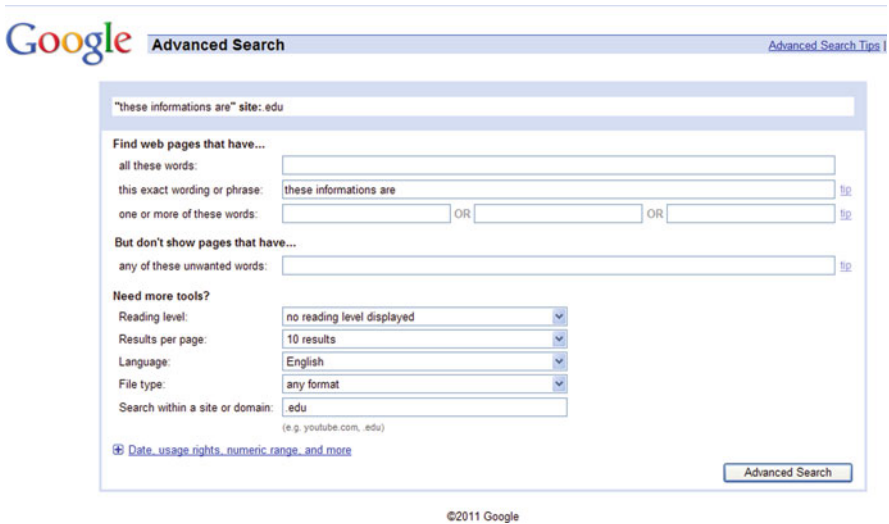 Google Advanced Search Advanced Search Tips |
"these informations are" site:.edu
Find web pages that have...
all these words:
this exact wording or phrase: these informations are tip
one or more of these words: OR OR tip
But don't show pages that have...
any of these unwanted words: tip
Need more tools?
Reading level: no reading level displayed
Results per page: 10 results
Language: English
File type: any format
Search within a site or domain: .edu
(e.g. youtube.com, .edu)
Date, usage rights, numeric range, and more
Advanced Search
©2011 Google